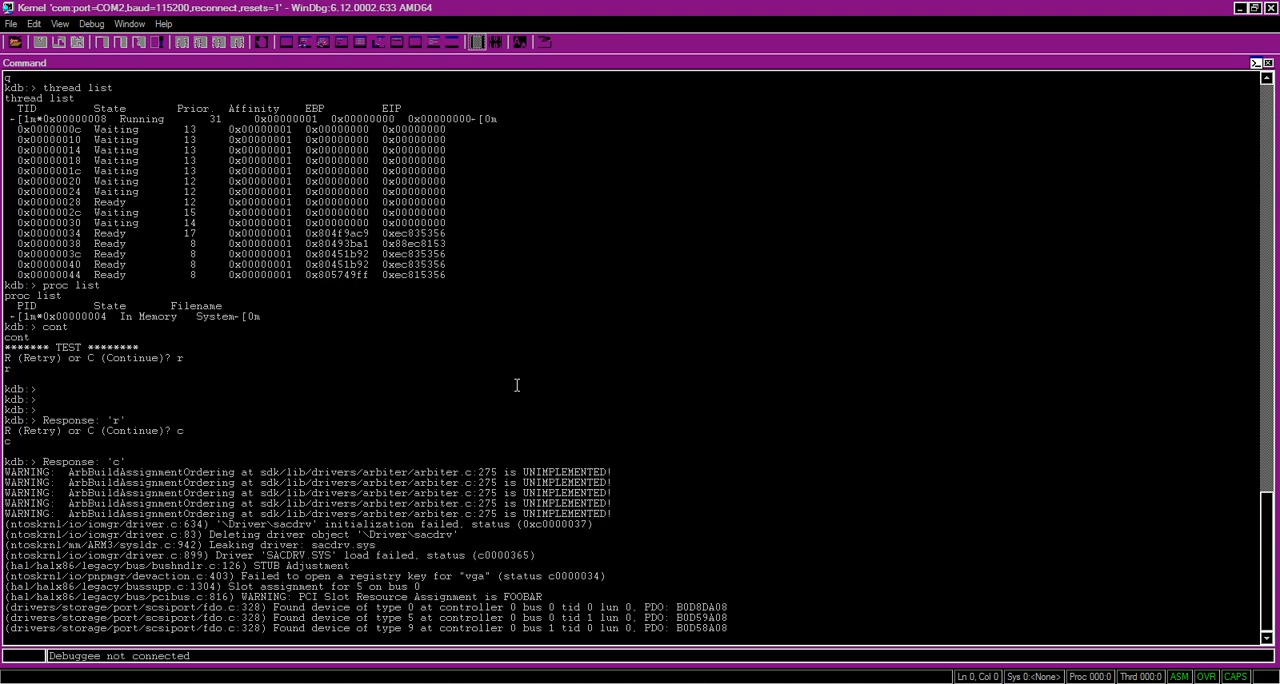 Kernel 'com:port=COM2,baud=115200,reconnect,resets=1' - WinDbg:6.12.0002.633 AMD64
File Edit View Debug Window Help
Command
q
kdb:> thread list
thread list
TID State Prior. Affinity EBP EIP
←[1m*0x00000008 Running 31 0x00000001 0x00000000 0x00000000←[0m
0x0000000c Waiting 13 0x00000001 0x00000000 0x00000000
0x00000010 Waiting 13 0x00000001 0x00000000 0x00000000
0x00000014 Waiting 13 0x00000001 0x00000000 0x00000000
0x00000018 Waiting 13 0x00000001 0x00000000 0x00000000
0x0000001c Waiting 13 0x00000001 0x00000000 0x00000000
0x00000020 Waiting 12 0x00000001 0x00000000 0x00000000
0x00000024 Waiting 12 0x00000001 0x00000000 0x00000000
0x00000028 Ready 12 0x00000001 0x00000000 0x00000000
0x0000002c Waiting 15 0x00000001 0x00000000 0x00000000
0x00000030 Waiting 14 0x00000001 0x00000000 0x00000000
0x00000034 Ready 17 0x00000001 0x804f9ac9 0xec835356
0x00000038 Ready 8 0x00000001 0x80493ba1 0x88ec8153
0x0000003c Ready 8 0x00000001 0x80451b92 0xec835356
0x00000040 Ready 8 0x00000001 0x80451b92 0xec835356
0x00000044 Ready 8 0x00000001 0x805749ff 0xec815356
kdb:> proc list
proc list
PID State Filename
←[1m*0x00000004 In Memory System←[0m
kdb:> cont
cont
******* TEST ********
R (Retry) or C (Continue)? r
r
kdb:>
kdb:>
kdb:>
kdb:> Response: 'r'
R (Retry) or C (Continue)? c
c
kdb:> Response: 'c'
WARNING: ArbBuildAssignmentOrdering at sdk/lib/drivers/arbiter/arbiter.c:275 is UNIMPLEMENTED!
WARNING: ArbBuildAssignmentOrdering at sdk/lib/drivers/arbiter/arbiter.c:275 is UNIMPLEMENTED!
WARNING: ArbBuildAssignmentOrdering at sdk/lib/drivers/arbiter/arbiter.c:275 is UNIMPLEMENTED!
WARNING: ArbBuildAssignmentOrdering at sdk/lib/drivers/arbiter/arbiter.c:275 is UNIMPLEMENTED!
WARNING: ArbBuildAssignmentOrdering at sdk/lib/drivers/arbiter/arbiter.c:275 is UNIMPLEMENTED!
(ntoskrnl/io/iomgr/driver.c:634) '\Driver\sacdrv' initialization failed, status (0xc0000037)
(ntoskrnl/io/iomgr/driver.c:83) Deleting driver object '\Driver\sacdrv'
(ntoskrnl/mm/ARM3/sysldr.c:942) Leaking driver: sacdrv.sys
(ntoskrnl/io/iomgr/driver.c:899) Driver 'SACDRV.SYS' load failed, status (c0000365)
(hal/halx86/legacy/bus/bushndlr.c:126) STUB Adjustment
(ntoskrnl/io/pnpmgr/devaction.c:403) Failed to open a registry key for "vga" (status c0000034)
(hal/halx86/legacy/bussupp.c:1304) Slot assignment for 5 on bus 0
(hal/halx86/legacy/bus/pcibus.c:816) WARNING: PCI Slot Resource Assignment is FOOBAR
(drivers/storage/port/scsiport/fdo.c:328) Found device of type 0 at controller 0 bus 0 tid 0 lun 0, PDO: B0D8DA08
(drivers/storage/port/scsiport/fdo.c:328) Found device of type 5 at controller 0 bus 0 tid 1 lun 0, PDO: B0D59A08
(drivers/storage/port/scsiport/fdo.c:328) Found device of type 9 at controller 0 bus 1 tid 0 lun 0, PDO: B0D58A08
Debuggee not connected
Ln 0, Col 0 Sys 0:<None> Proc 000:0 Thrd 000:0 ASM OVR CAPS